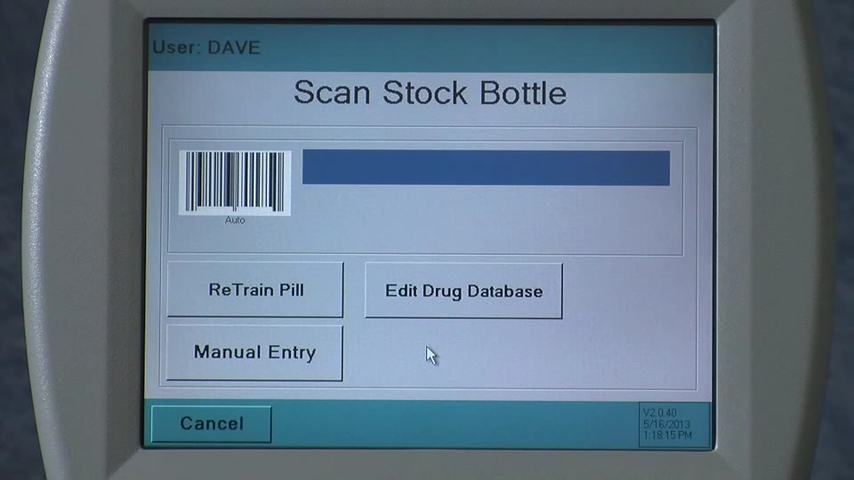 User: DAVE
Scan Stock Bottle
Auto
ReTrain Pill
Edit Drug Database
Manual Entry
Cancel
V2.0.40
5/16/2013
1:18:15 PM